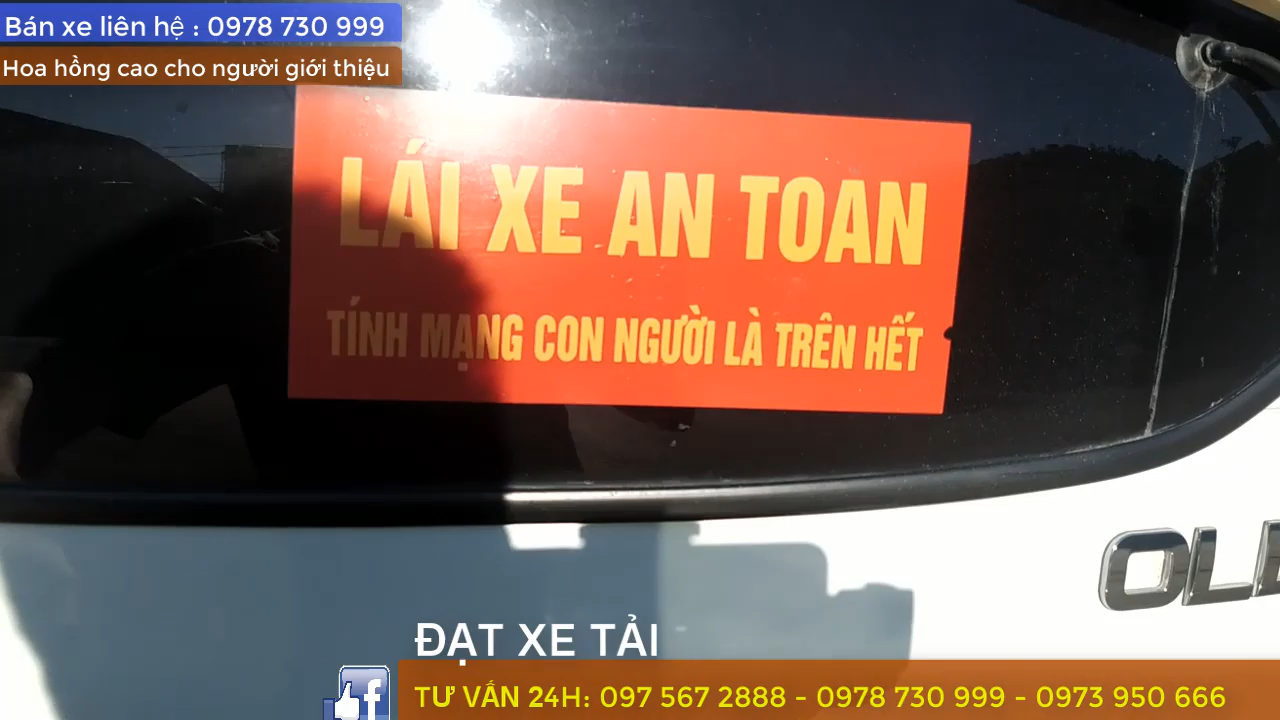 Bán xe liên hệ : 0978 730 999
Hoa hồng cao cho người giới thiệu
LÁI XE AN TOAN
TÍNH MẠNG CON NGƯỜI LÀ TRÊN HẾT
OLE
ĐẠT XE TẢI
f
TƯ VẤN 24H: 097 567 2888 - 0978 730 999 - 0973 950 666